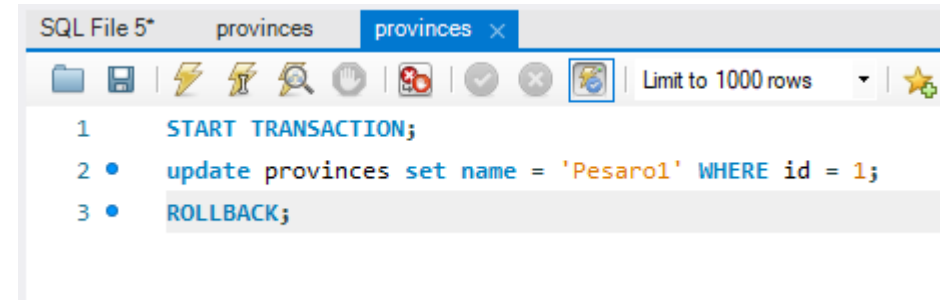 SQL File 5* provinces provinces ×
Limit to 1000 rows
1 START TRANSACTION;
2 update provinces set name = 'Pesaro1' WHERE id = 1;
3 ROLLBACK;